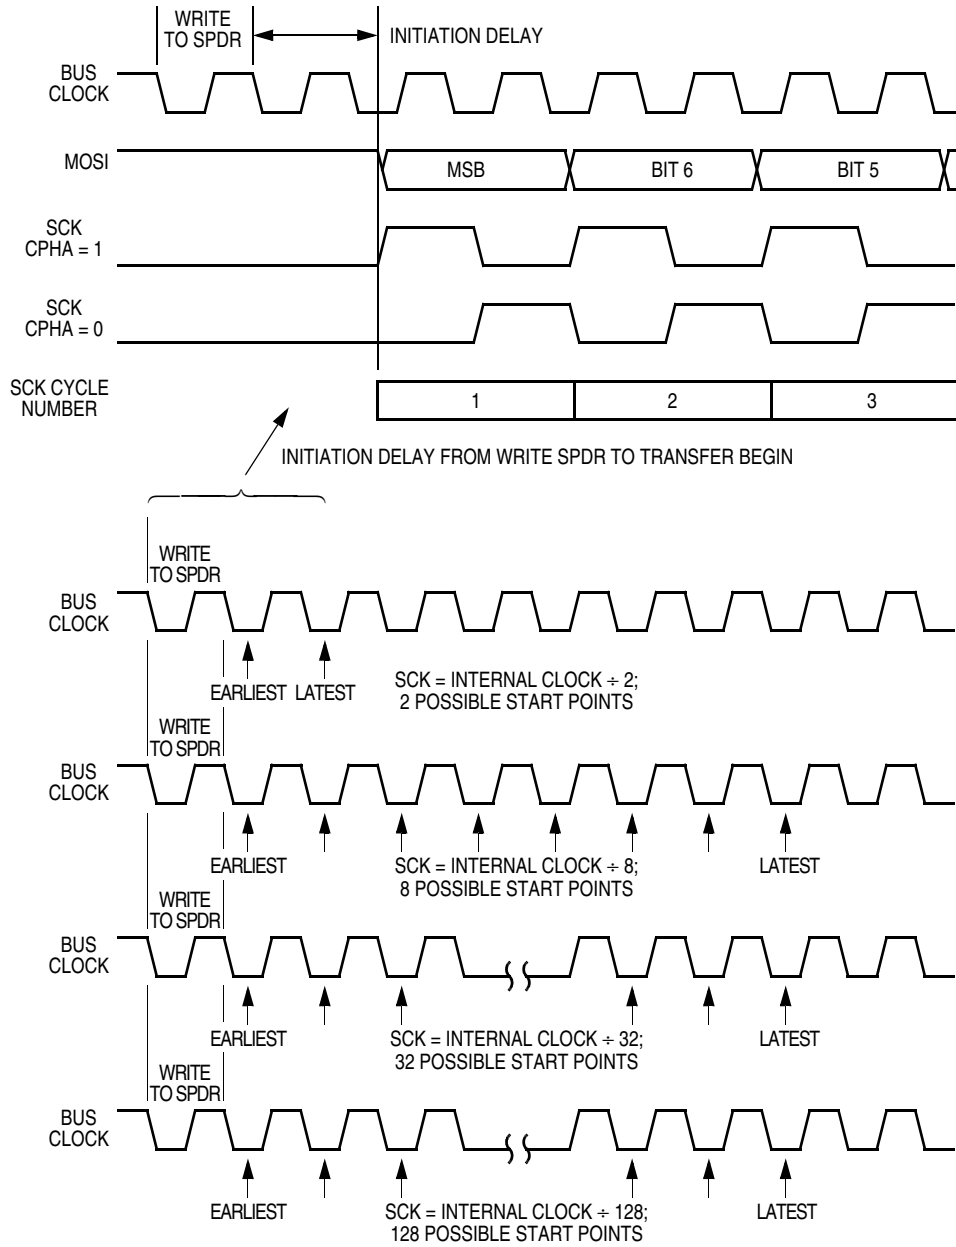 WRITE
TO SPDR
INITIATION DELAY
BUS
CLOCK
MOSI
MSB
BIT 6
BIT 5
SCK
CPHA = 1
SCK
CPHA = 0
SCK CYCLE
NUMBER
1
2
3
INITIATION DELAY FROM WRITE SPDR TO TRANSFER BEGIN
WRITE
TO SPDR
BUS
CLOCK
EARLIEST
LATEST
SCK = INTERNAL CLOCK ÷ 2;
2 POSSIBLE START POINTS
WRITE
TO SPDR
BUS
CLOCK
EARLIEST
SCK = INTERNAL CLOCK ÷ 8;
8 POSSIBLE START POINTS
LATEST
WRITE
TO SPDR
BUS
CLOCK
EARLIEST
SCK = INTERNAL CLOCK ÷ 32;
32 POSSIBLE START POINTS
LATEST
WRITE
TO SPDR
BUS
CLOCK
EARLIEST
SCK = INTERNAL CLOCK ÷ 128;
128 POSSIBLE START POINTS
LATEST